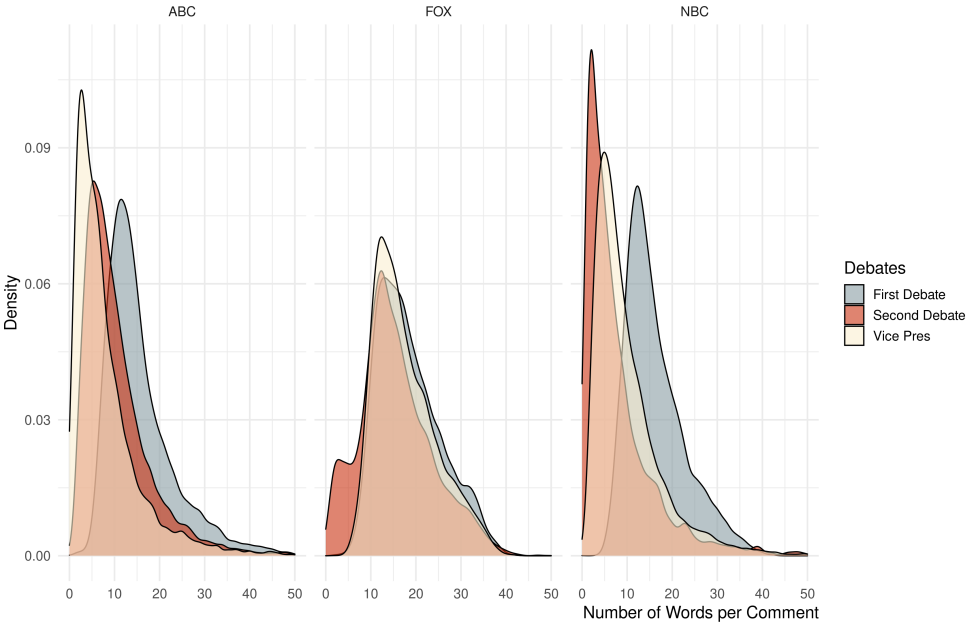 ABC FOX NBC
Density
0.09
0.06
0.03
0.00
0 10 20 30 40 50 0 10 20 30 40 50 0 10 20 30 40 50
Number of Words per Comment
Debates
First Debate
Second Debate
Vice Pres